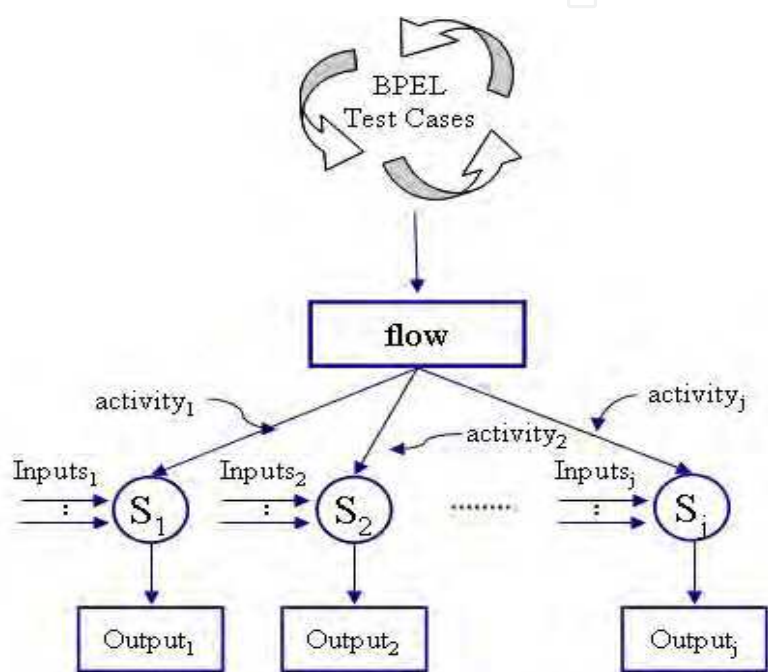 BPEL
Test Cases
flow
activity₁
activityⱼ
activity₂
Inputs₁
Inputs₂
Inputsⱼ
:
:
:
S₁
S₂
........
Sⱼ
Output₁
Output₂
Outputⱼ